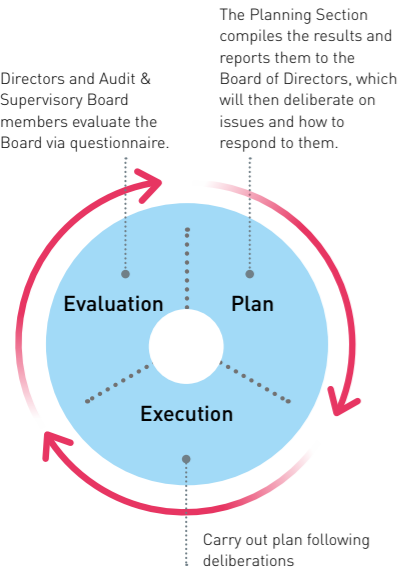 The Planning Section
compiles the results and
reports them to the
Board of Directors, which
will then deliberate on
issues and how to
respond to them.
Directors and Audit &
Supervisory Board
members evaluate the
Board via questionnaire.
Evaluation
Plan
Execution
Carry out plan following
deliberations